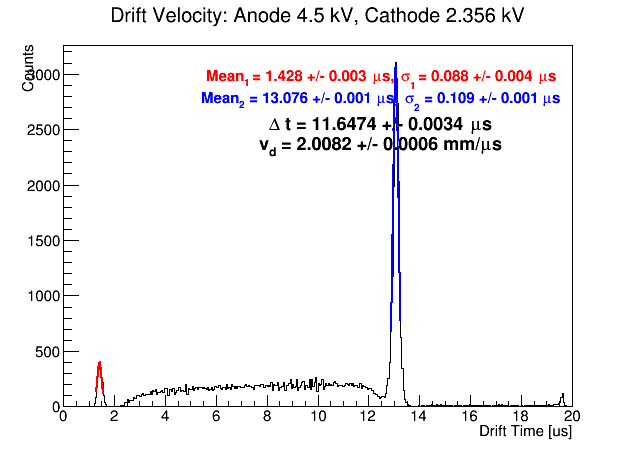 Drift Velocity: Anode 4.5 kV, Cathode 2.356 kV
Counts
Mean1 = 1.428 +/- 0.003 μs, σ1 = 0.088 +/- 0.004 μs
Mean2 = 13.076 +/- 0.001 μs, σ2 = 0.109 +/- 0.001 μs
Δ t = 11.6474 +/- 0.0034 μs
vd = 2.0082 +/- 0.0006 mm/μs
3000
2500
2000
1500
1000
500
0
0 2 4 6 8 10 12 14 16 18 20
Drift Time [us]